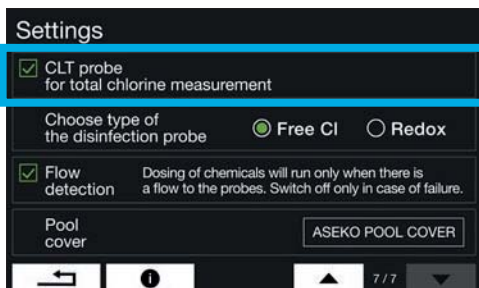 Settings
CLT probe
for total chlorine measurement
Choose type of
the disinfection probe
Free Cl
Redox
Flow
detection
Dosing of chemicals will run only when there is
a flow to the probes. Switch off only in case of failure.
Pool
cover
ASEKO POOL COVER
7/7